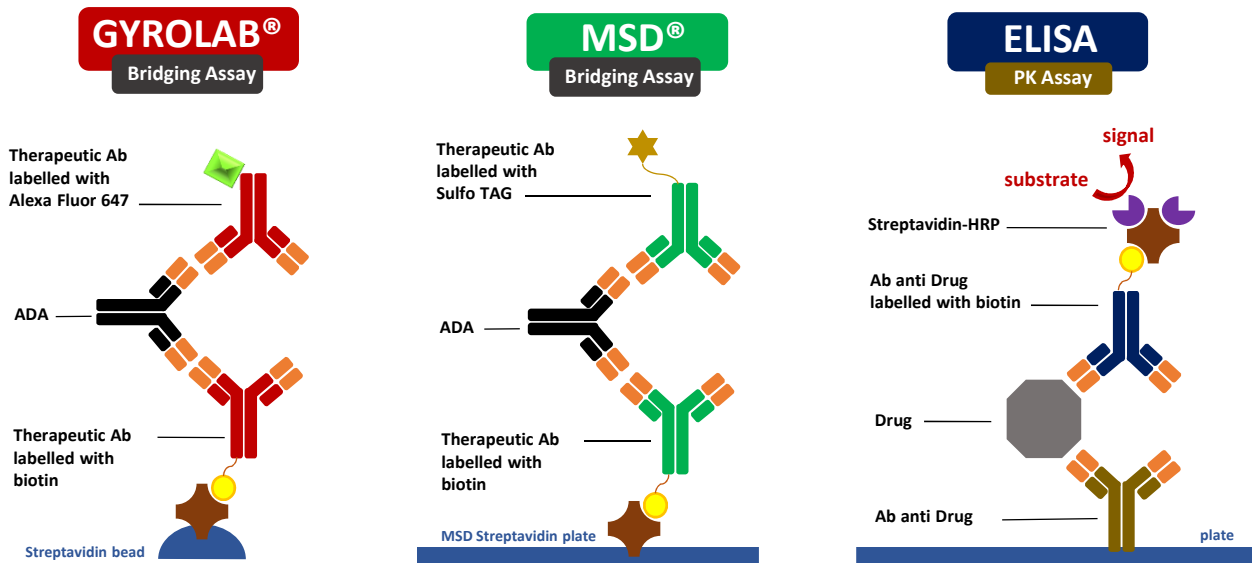 GYROLAB®
Bridging Assay
Therapeutic Ab
labelled with
Alexa Fluor 647
ADA
Therapeutic Ab
labelled with
biotin
Streptavidin bead
MSD®
Bridging Assay
Therapeutic Ab
labelled with
Sulfo TAG
ADA
Therapeutic Ab
labelled with
biotin
MSD Streptavidin plate
ELISA
PK Assay
signal
substrate
Streptavidin-HRP
Ab anti Drug
labelled with biotin
Drug
Ab anti Drug
plate